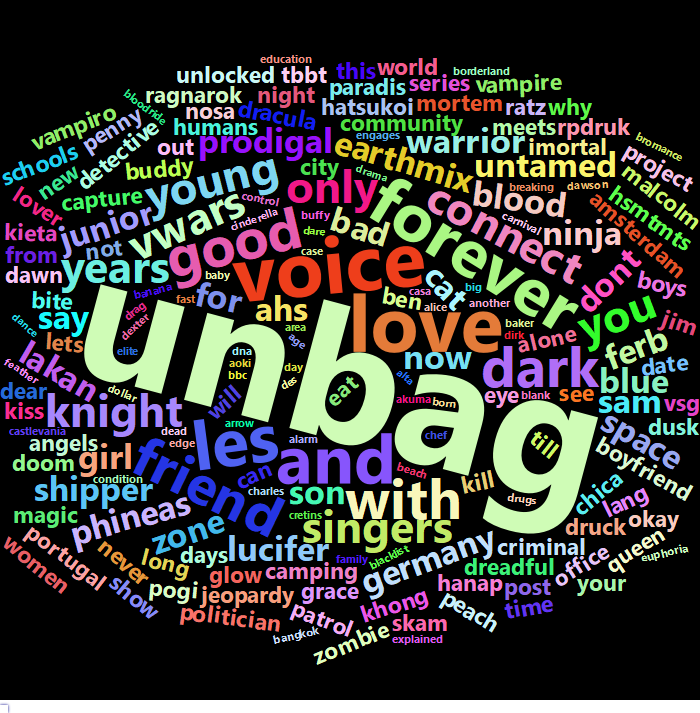 education
unlocked tbbt this world borderland
bloodride ragnarok night paradis series vampire
vampiro penny nosa dracula hatsukoi mortem ratz why
schools detective humans community meets rpdruk
new out prodigal earthmix warrior imortal project bromance
lover buddy city drama engages untamed malcolm
capture young only forever connect blood breaking dawson hsmtmts
kieta junior vwars control cinderella buffy carnival amsterdam
from not good dare bad ninja dont boys
dawn years case voice cat big casa another
bite banana baby for ahs ben alice baker you jim
say drag fast area love now dirk alone ferb date
dance lets dexter elite unbag dna age aoki bbc day des eat aka dark blue
feather lakan dollar will akuma born eye blank see sam vsg
dear kiss knight arrow till space dusk
castlevania dead les and beach chef boyfriend
angels edge friend alarm with kill chica
doom girl can son drugs lang
condition shipper charles singers okay
magic phineas zone cretins family blacklist druck queen
portugal never long days lucifer germany criminal office euphoria
women show glow camping dreadful
pogi jeopardy grace hanap post your
politician patrol khong peach time
bangkok zombie skam
explained